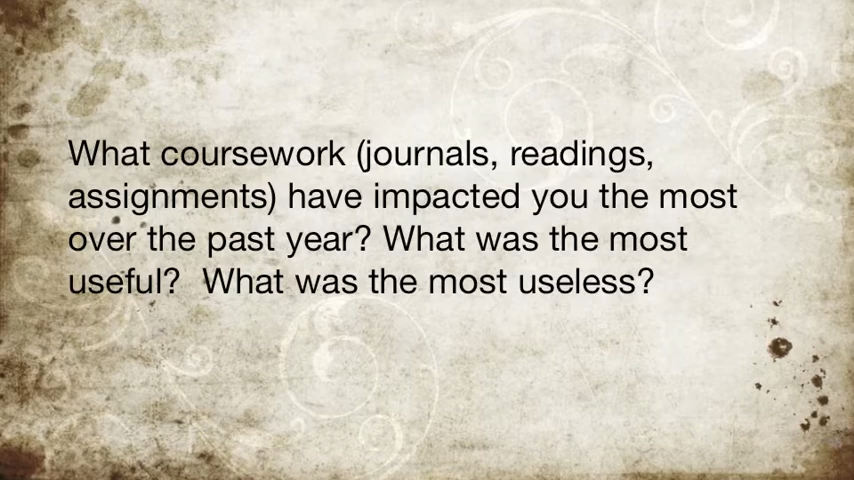 What coursework (journals, readings,
assignments) have impacted you the most
over the past year? What was the most
useful?  What was the most useless?